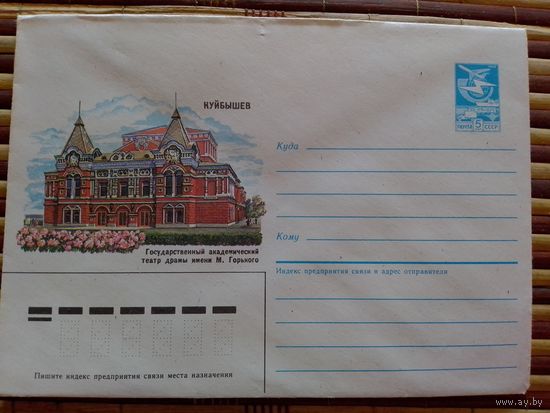 КУЙБЫШЕВ
Государственный академический
театр драмы имени М. Горького
ПОЧТА 5 СССР
Куда
Кому
Индекс предприятия связи и адрес отправителя
Пишите индекс предприятия связи места назначения
www.ay.by